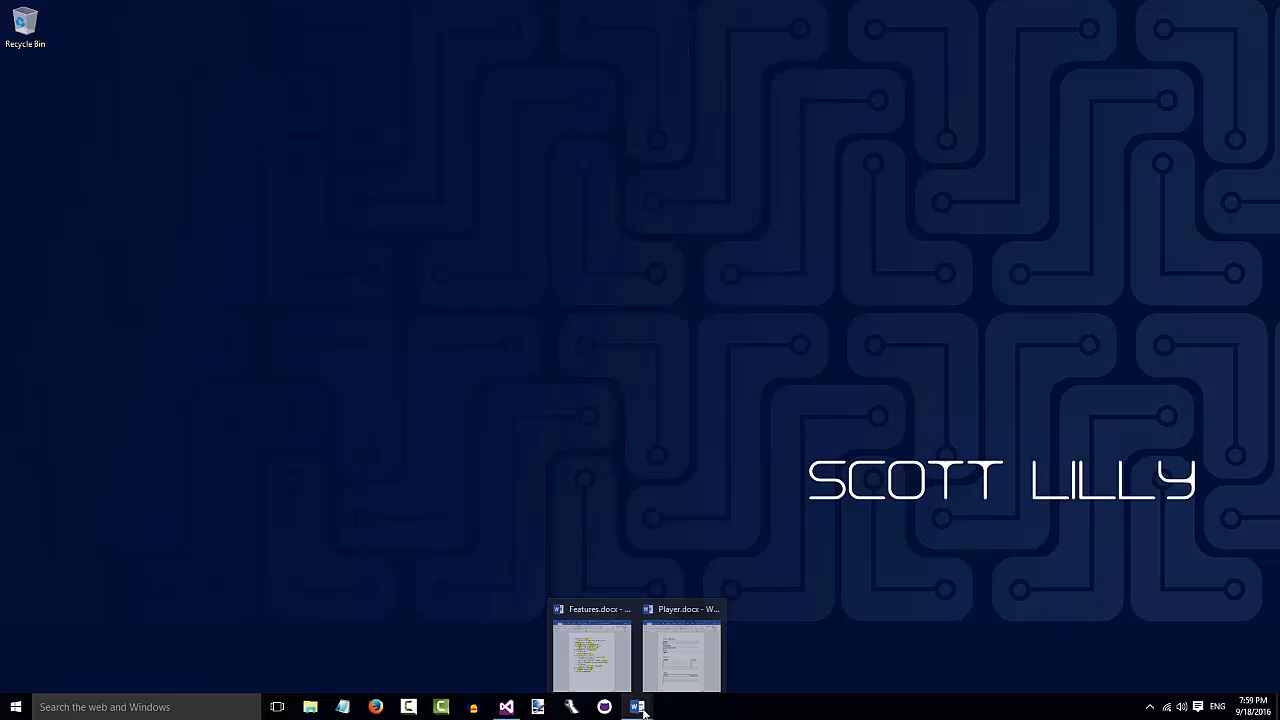 Recycle Bin
SCOTT LILLY
Features.docx - ...
Player.docx - W...
Search the web and Windows
ENG
7:59 PM
9/18/2016